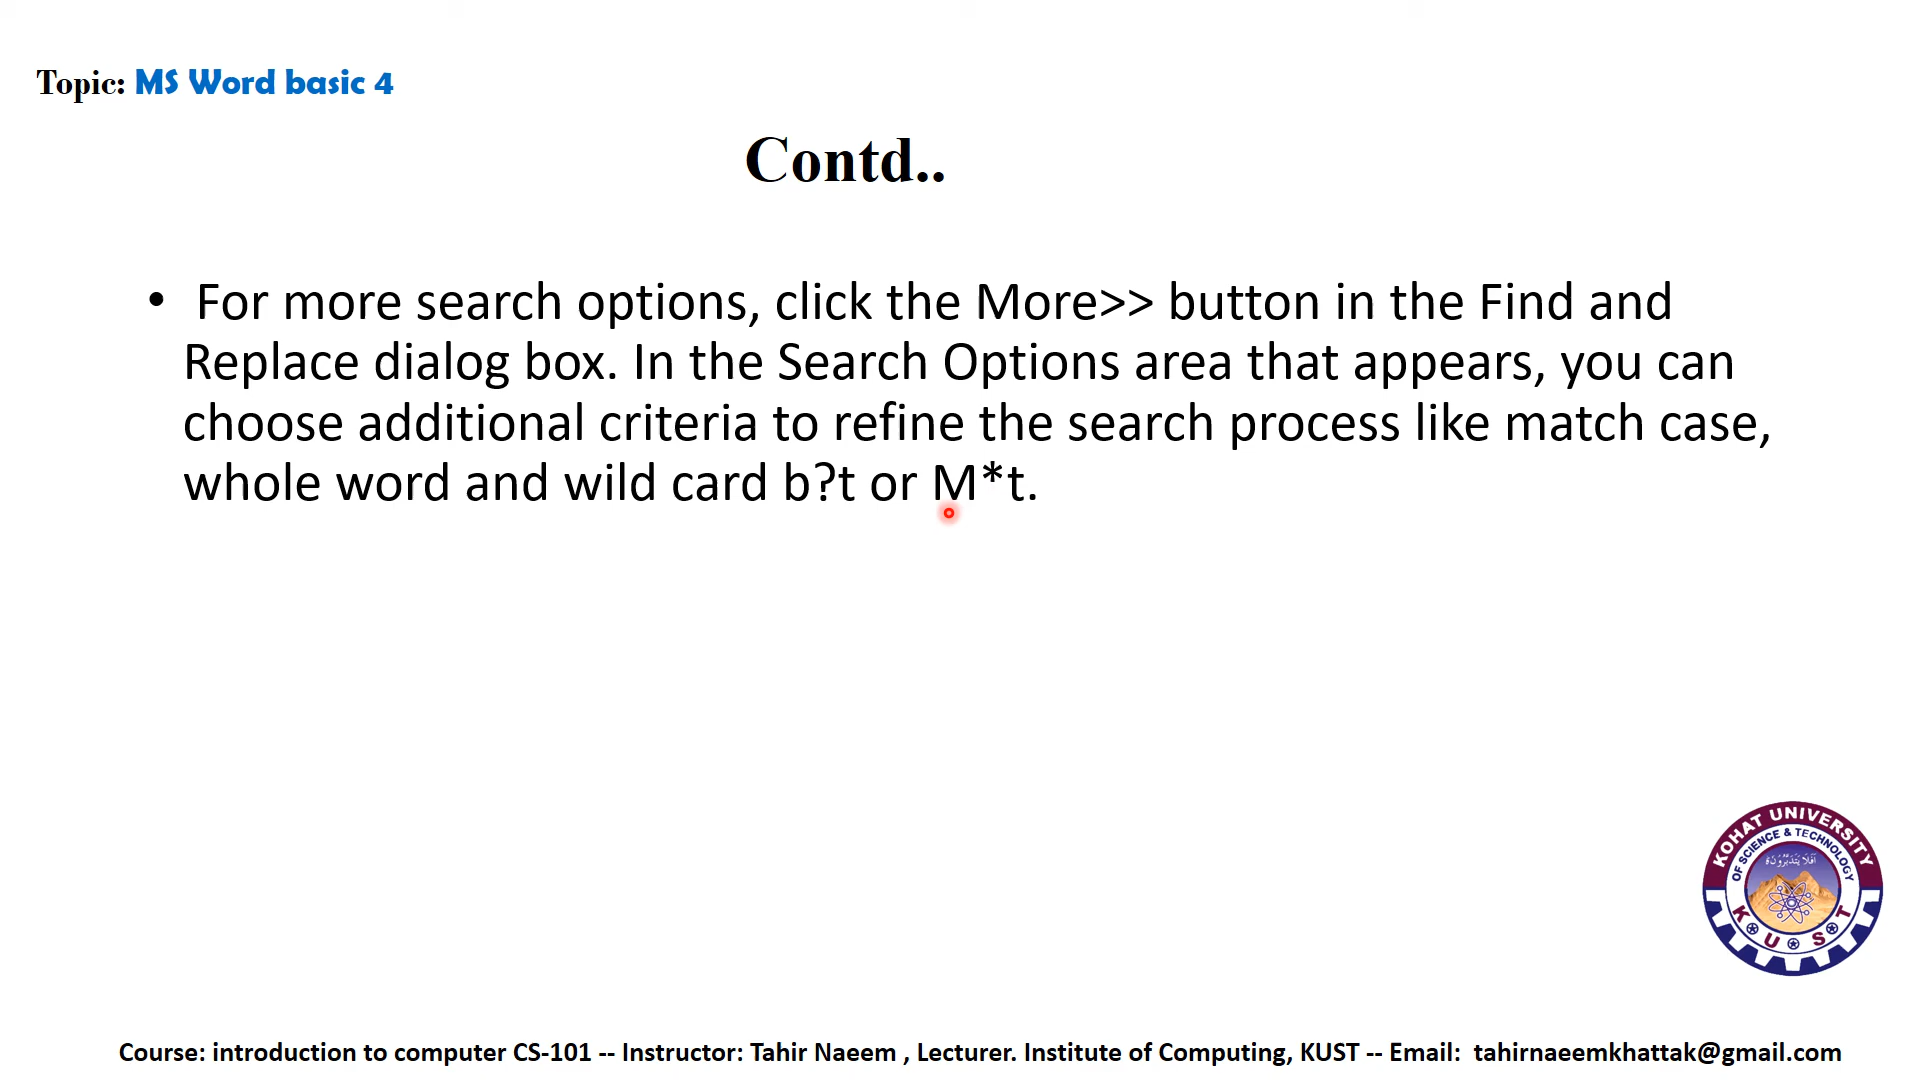 Topic: MS Word basic 4
Contd..
• For more search options, click the More>> button in the Find and
Replace dialog box. In the Search Options area that appears, you can
choose additional criteria to refine the search process like match case,
whole word and wild card b?t or M*t.
KOHAT UNIVERSITY
OF SCIENCE & TECHNOLOGY
أفلا يتدبرون
K U S T
Course: introduction to computer CS-101 -- Instructor: Tahir Naeem , Lecturer. Institute of Computing, KUST -- Email: tahirnaeemkhattak@gmail.com